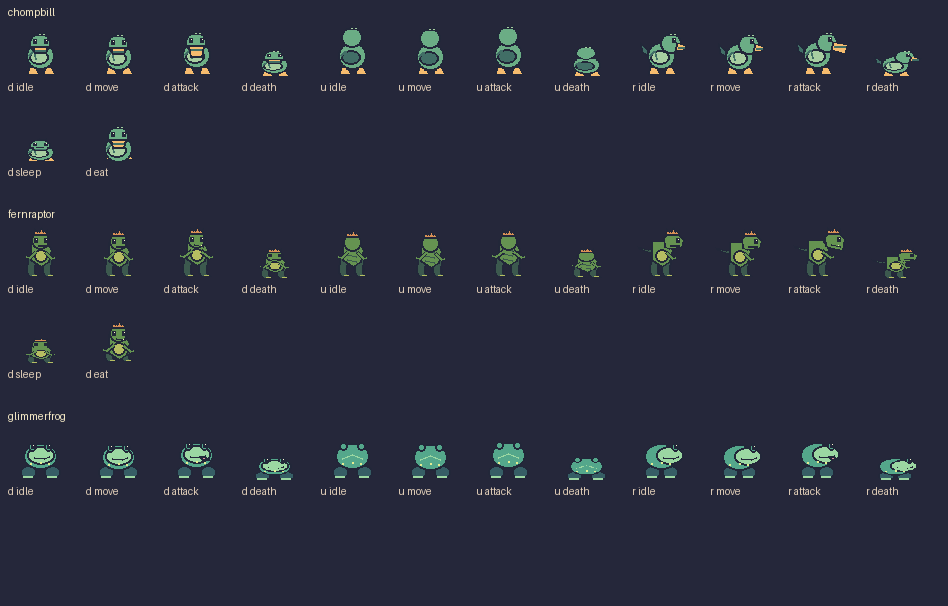 chompbill
d idle d move d attack d death u idle u move u attack u death r idle r move r attack r death
d sleep d eat
fernraptor
d idle d move d attack d death u idle u move u attack u death r idle r move r attack r death
d sleep d eat
glimmerfrog
d idle d move d attack d death u idle u move u attack u death r idle r move r attack r death